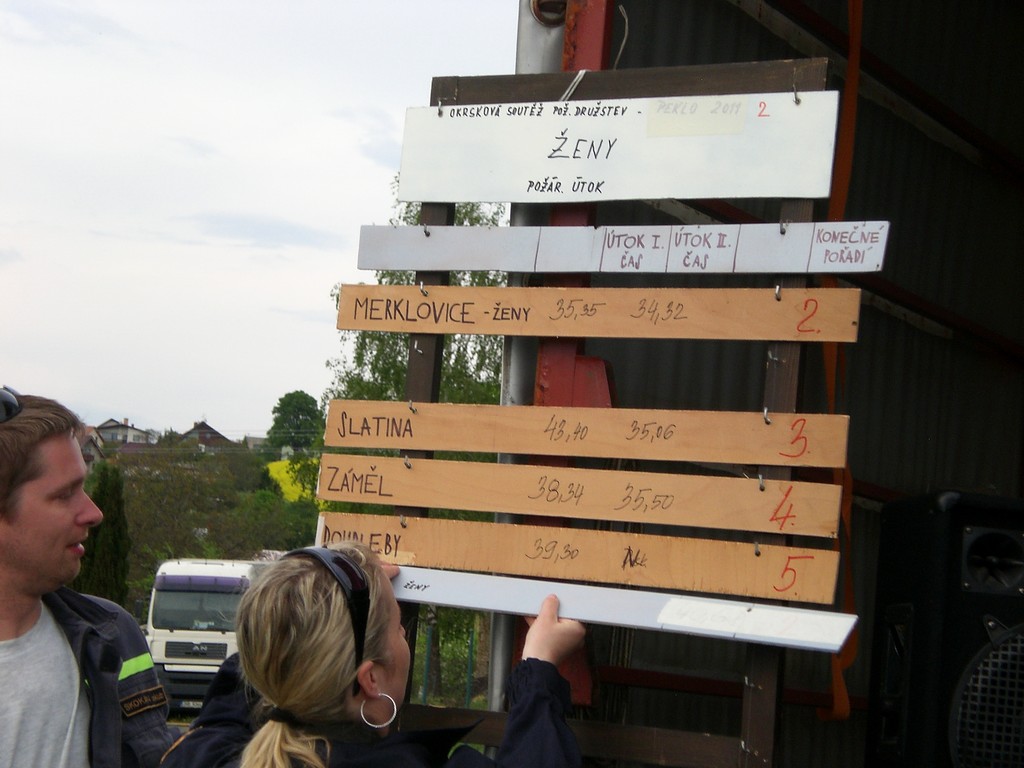 OKRSKOVÁ SOUTĚŽ POŽ. DRUŽSTEV - PEKLO 2011 2
ŽENY
POŽÁR. ÚTOK
ÚTOK I. ČAS ÚTOK II. ČAS KONEČNÉ POŘADÍ
MERKLOVICE - ŽENY 35,35 34,32 2.
SLATINA 43,40 35,06 3.
ZÁMĚL 38,34 35,50 4.
DOUDLEBY 39,30 5.
ŽENY
MAN